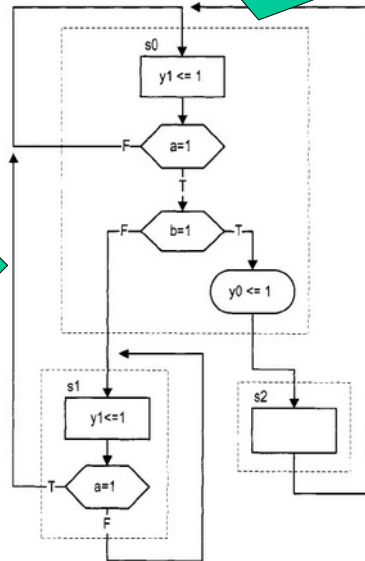 s0
y1 <= 1
F
a=1
T
F
b=1
T
y0 <= 1
s1
s2
y1<=1
T
a=1
F